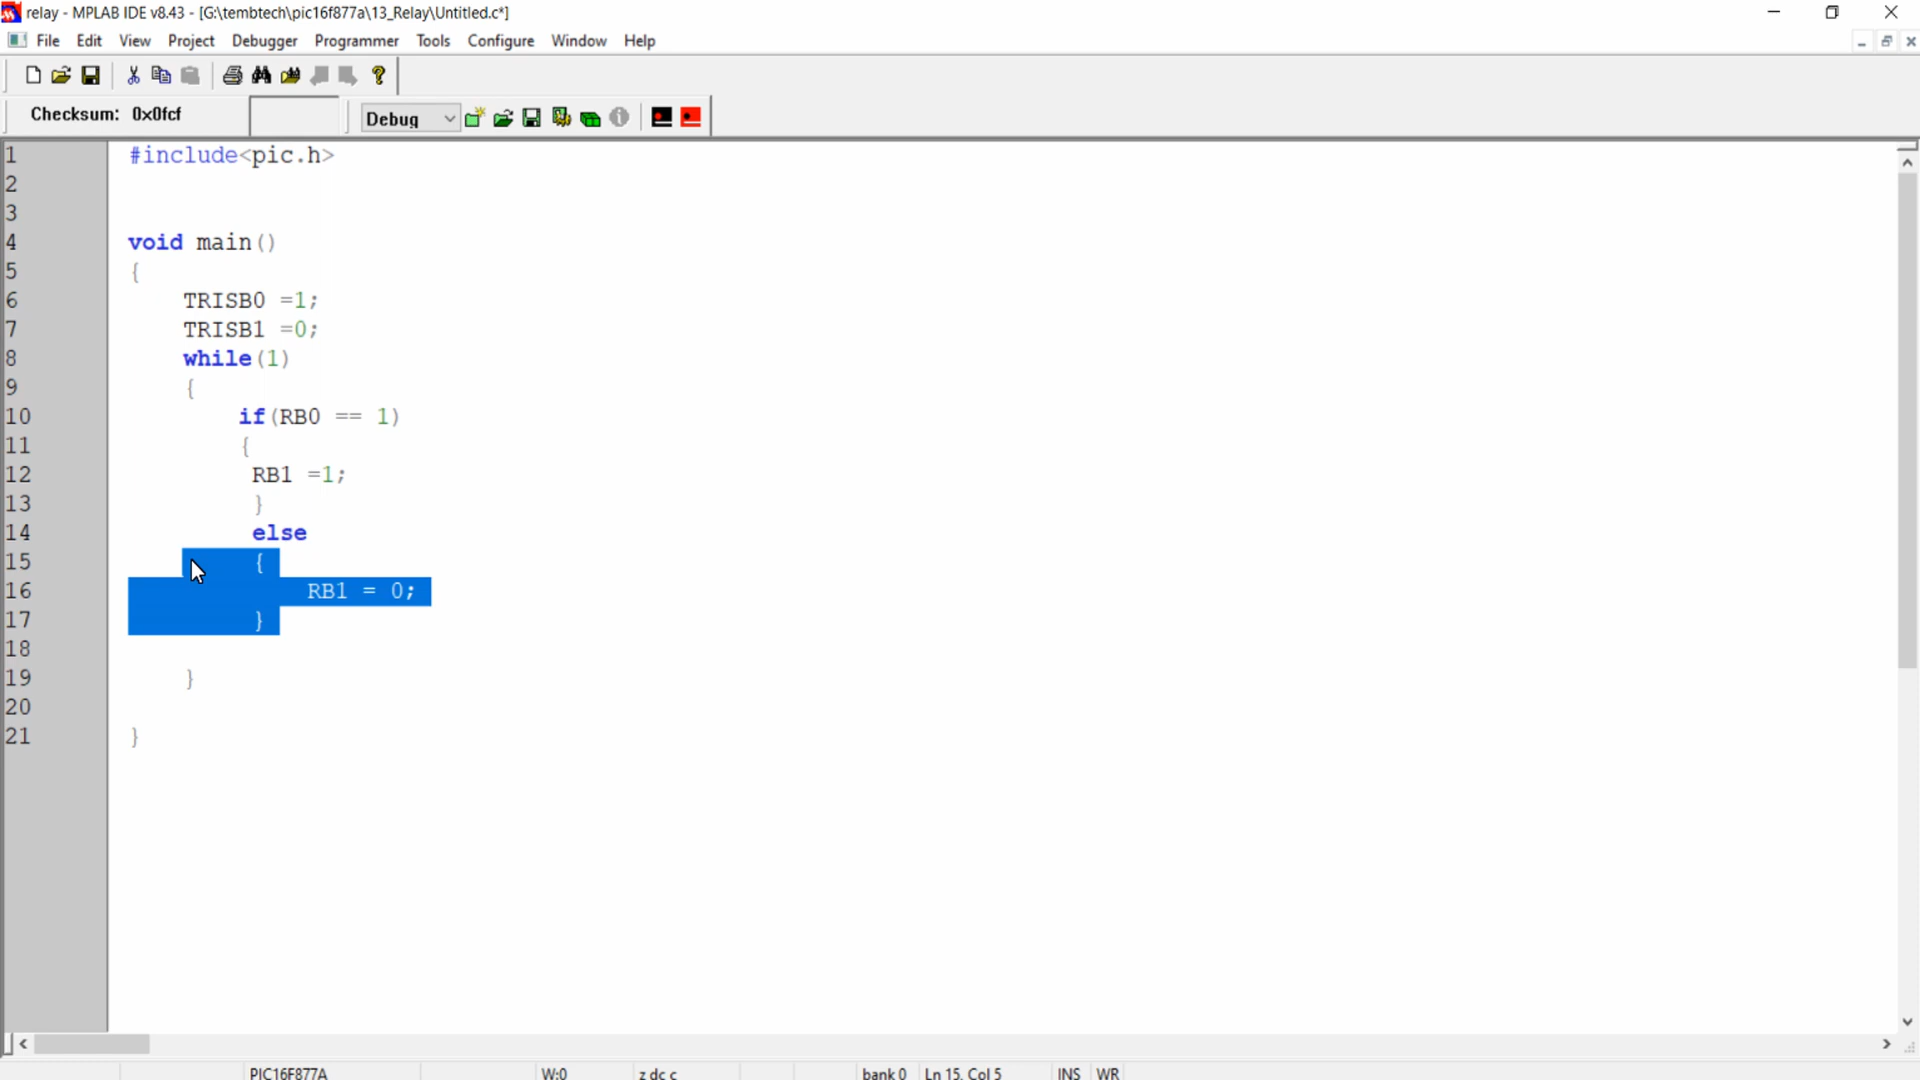 relay - MPLAB IDE v8.43 - [G:\tembtech\pic16f877a\13_Relay\Untitled.c*]
File Edit View Project Debugger Programmer Tools Configure Window Help
Checksum: 0x0fcf Debug
1 #include<pic.h>
2
3
4 void main()
5 {
6 TRISB0 =1;
7 TRISB1 =0;
8 while(1)
9 {
10 if(RB0 == 1)
11 {
12 RB1 =1;
13 }
14 else
15 {
16 RB1 = 0;
17 }
18
19 }
20
21 }
PIC16F877A W:0 z dc c bank 0 Ln 15, Col 5 INS WR